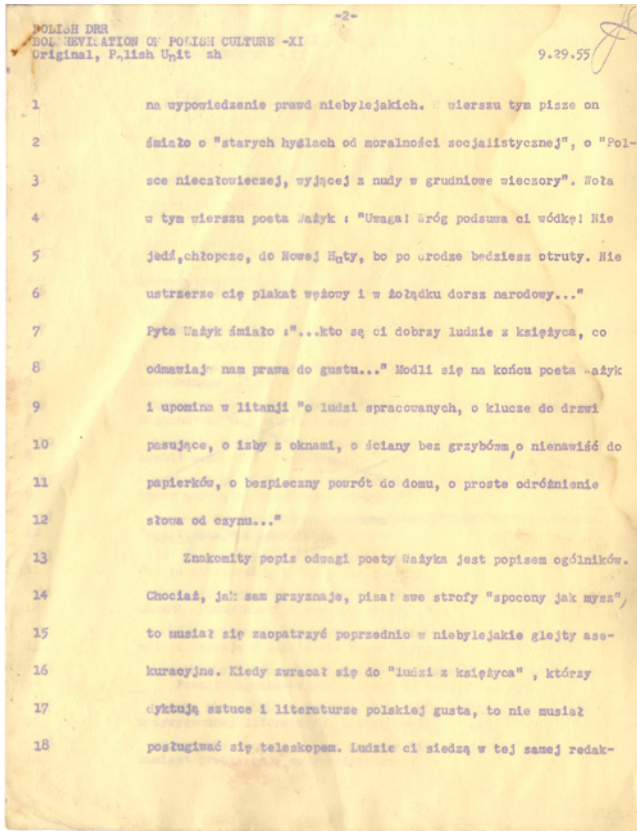 -2-
POLISH DRR
BOLSHEVISATION OF POLISH CULTURE -XI
Original, Polish Unit zh 9.29.55
1 na wypowiedzenie prawd niebylejakich. wierszu tym pisze on
2 śmiało o "starych hyclach od moralności socjalistycznej", o "Pol-
3 sce nieczłowieczej, wyjącej z nudy w grudniowe wieczory". Woła
4 w tym wierszu poeta Ważyk : "Uwaga! Wróg podsuwa ci wódkę! Nie
5 jedź,chłopcze, do Nowej Huty, bo po drodze będziesz otruty. Nie
6 ustrzerze cię plakat wężowy i w żołądku dorsz narodowy..."
7 Pyta Ważyk śmiało :"...kto są ci dobrzy ludzie z księżyca, co
8 odmawiają nam prawa do gustu..." Modli się na końcu poeta Ważyk
9 i upomina w litanji "o ludzi spracowanych, o klucze do drzwi
10 pasujące, o izby z oknami, o ściany bez grzybów, o nienawiść do
11 papierków, o bezpieczny powrót do domu, o proste odróżnienie
12 słowa od czynu..."
13 Znakomity popis odwagi poety Ważyka jest popisem ogólników.
14 Chociaż, jak sam przyznaje, pisał swe strofy "spocony jak mysz",
15 to musiał się zaopatrzyć poprzednio w niebylejakie glejty ase-
16 kuracyjne. Kiedy zwracał się do "ludzi z księżyca" , którzy
17 dyktują sztuce i literaturze polskiej gusta, to nie musiał
18 posługiwać się teleskopem. Ludzie ci siedzą w tej samej redak-